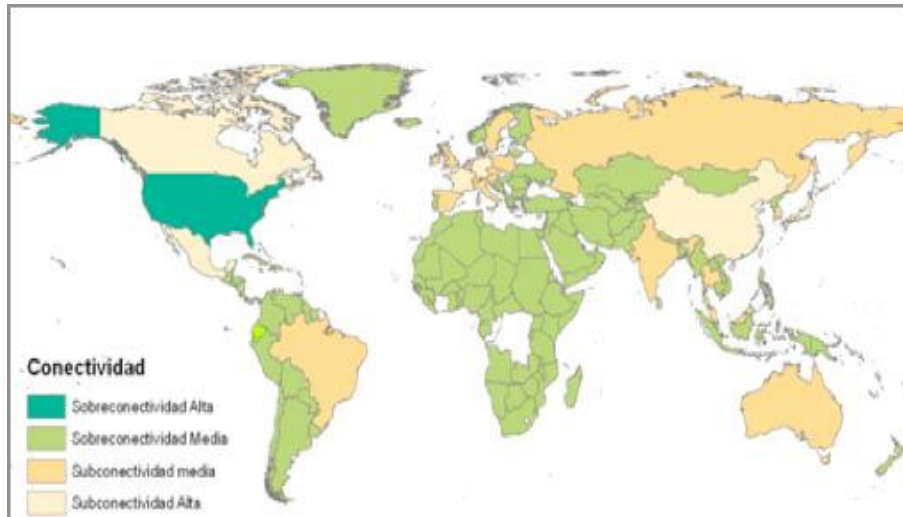 Conectividad
Sobreconectividad Alta
Sobreconectividad Media
Subconectividad media
Subconectividad Alta